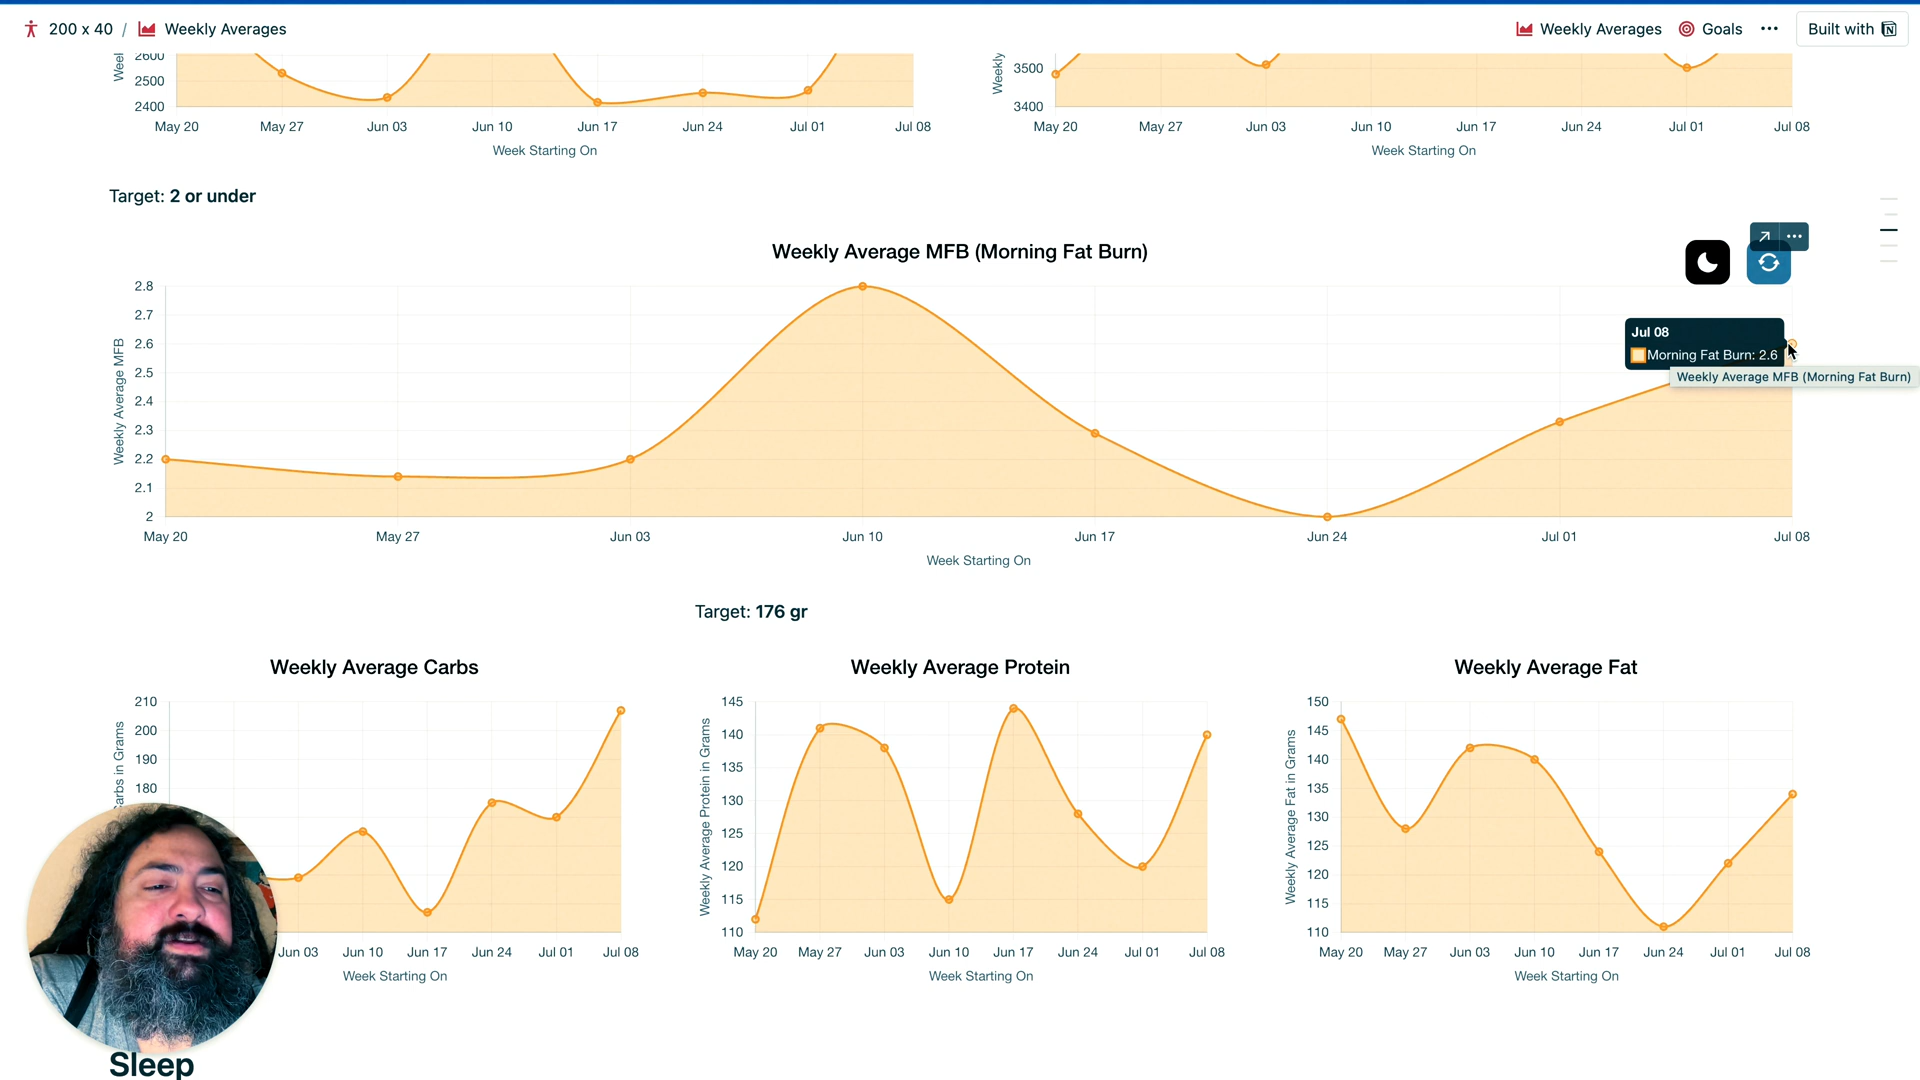 200 x 40 / Weekly Averages
Weekly Averages Goals ••• Built with
2600
2500
2400
Weekly
3500
3400
May 20 May 27 Jun 03 Jun 10 Jun 17 Jun 24 Jul 01 Jul 08
Week Starting On
May 20 May 27 Jun 03 Jun 10 Jun 17 Jun 24 Jul 01 Jul 08
Week Starting On
Target: 2 or under
Weekly Average MFB (Morning Fat Burn)
Weekly Average MFB
2.8
2.7
2.6
2.5
2.4
2.3
2.2
2.1
2
Jul 08
Morning Fat Burn: 2.6
Weekly Average MFB (Morning Fat Burn)
May 20 May 27 Jun 03 Jun 10 Jun 17 Jun 24 Jul 01 Jul 08
Week Starting On
Target: 176 gr
Weekly Average Carbs
in Grams
210
200
190
180
Jun 03 Jun 10 Jun 17 Jun 24 Jul 01 Jul 08
Week Starting On
Weekly Average Protein
Weekly Average Protein in Grams
145
140
135
130
125
120
115
110
May 20 May 27 Jun 03 Jun 10 Jun 17 Jun 24 Jul 01 Jul 08
Week Starting On
Weekly Average Fat
Weekly Average Fat in Grams
150
145
140
135
130
125
120
115
110
May 20 May 27 Jun 03 Jun 10 Jun 17 Jun 24 Jul 01 Jul 08
Week Starting On
Sleep